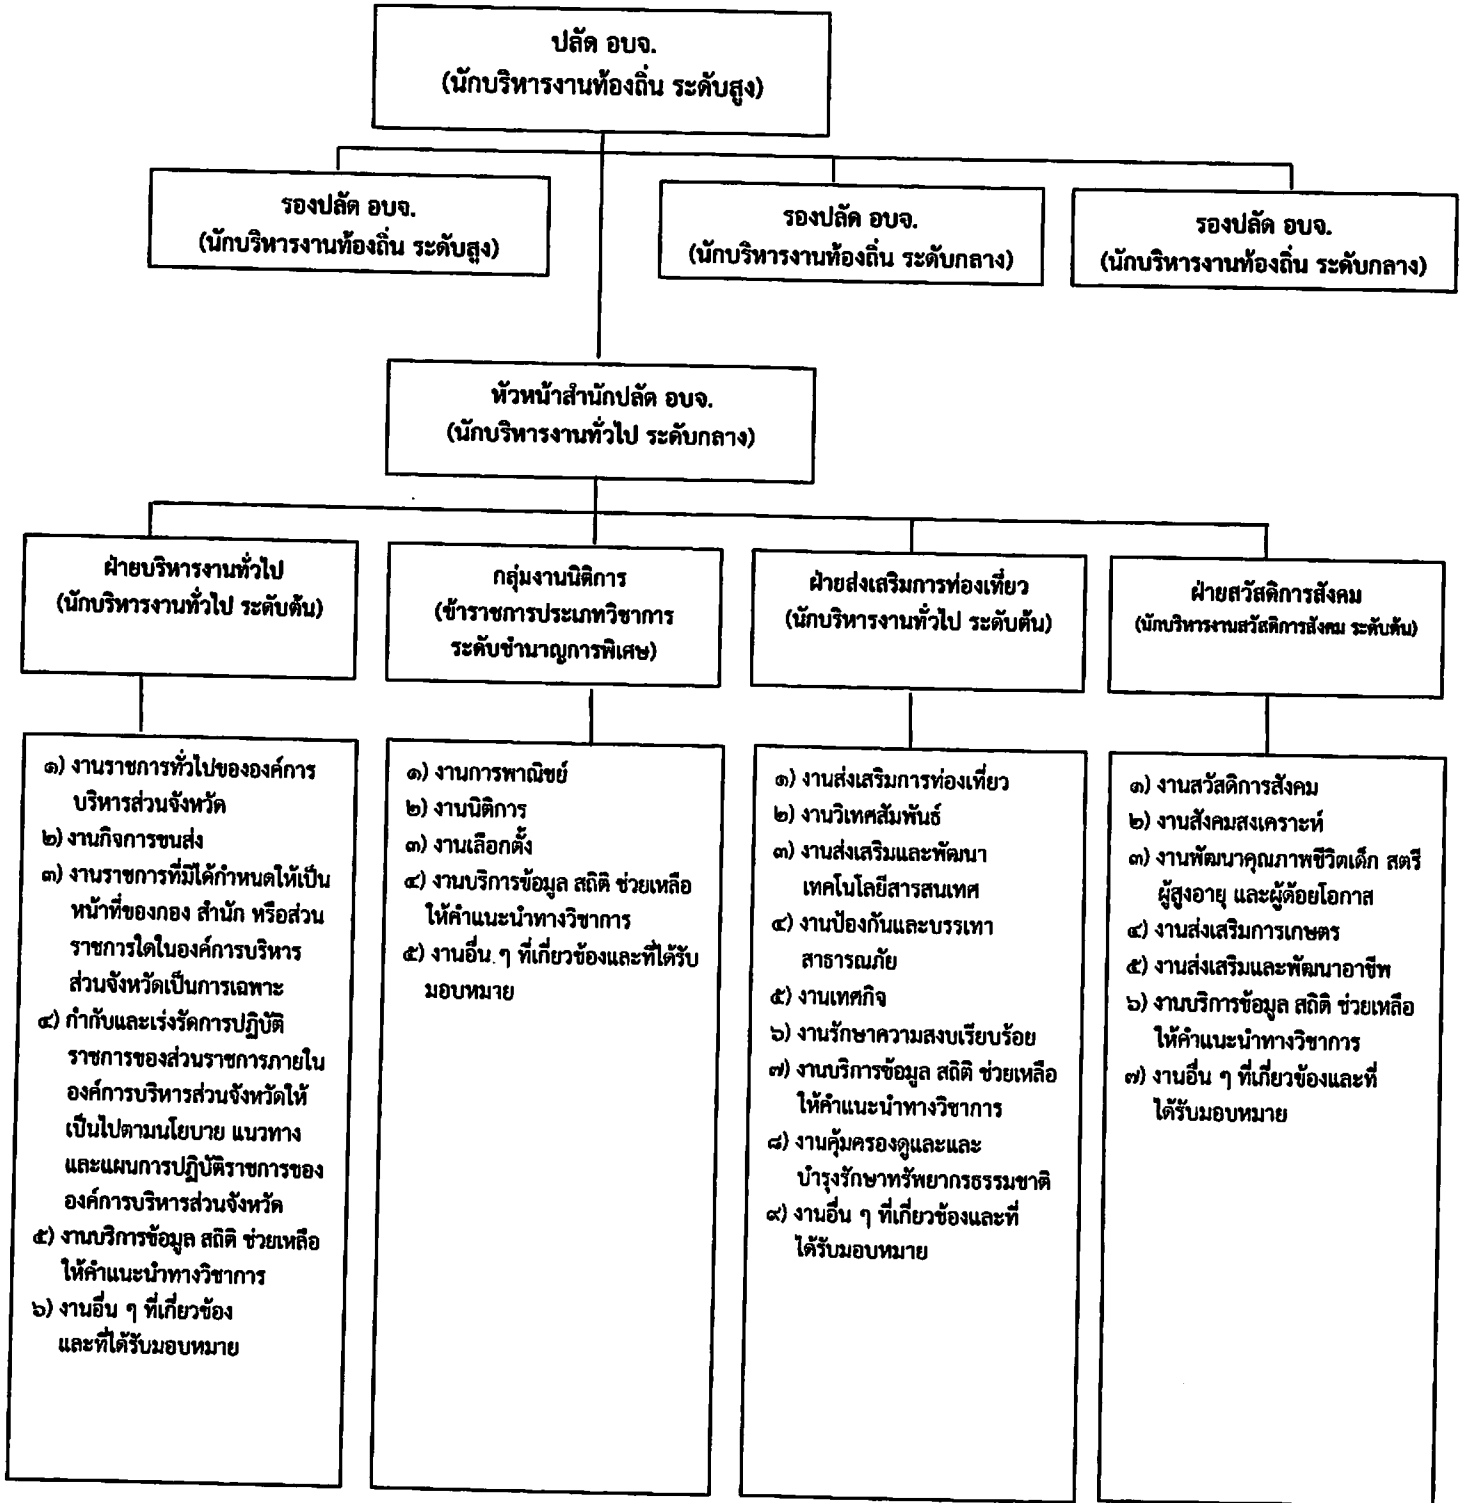 ปลัด อบจ.
(นักบริหารงานท้องถิ่น ระดับสูง)
รองปลัด อบจ.
(นักบริหารงานท้องถิ่น ระดับสูง)
รองปลัด อบจ.
(นักบริหารงานท้องถิ่น ระดับกลาง)
รองปลัด อบจ.
(นักบริหารงานท้องถิ่น ระดับกลาง)
หัวหน้าสำนักปลัด อบจ.
(นักบริหารงานทั่วไป ระดับกลาง)
ฝ่ายบริหารงานทั่วไป
(นักบริหารงานทั่วไป ระดับต้น)
กลุ่มงานนิติการ
(ข้าราชการประเภทวิชาการ
ระดับชำนาญการพิเศษ)
ฝ่ายส่งเสริมการท่องเที่ยว
(นักบริหารงานทั่วไป ระดับต้น)
ฝ่ายสวัสดิการสังคม
(นักบริหารงานสวัสดิการสังคม ระดับต้น)
๑) งานราชการทั่วไปขององค์การ
บริหารส่วนจังหวัด
๒) งานกิจการขนส่ง
๓) งานราชการที่มิได้กำหนดให้เป็น
หน้าที่ของกอง สำนัก หรือส่วน
ราชการใดในองค์การบริหาร
ส่วนจังหวัดเป็นการเฉพาะ
๔) กำกับและเร่งรัดการปฏิบัติ
ราชการของส่วนราชการภายใน
องค์การบริหารส่วนจังหวัดให้
เป็นไปตามนโยบาย แนวทาง
และแผนการปฏิบัติราชการของ
องค์การบริหารส่วนจังหวัด
๕) งานบริการข้อมูล สถิติ ช่วยเหลือ
ให้คำแนะนำทางวิชาการ
๖) งานอื่น ๆ ที่เกี่ยวข้อง
และที่ได้รับมอบหมาย
๑) งานการพาณิชย์
๒) งานนิติการ
๓) งานเลือกตั้ง
๔) งานบริการข้อมูล สถิติ ช่วยเหลือ
ให้คำแนะนำทางวิชาการ
๕) งานอื่น ๆ ที่เกี่ยวข้องและที่ได้รับ
มอบหมาย
๑) งานส่งเสริมการท่องเที่ยว
๒) งานวิเทศสัมพันธ์
๓) งานส่งเสริมและพัฒนา
เทคโนโลยีสารสนเทศ
๔) งานป้องกันและบรรเทา
สาธารณภัย
๕) งานเทศกิจ
๖) งานรักษาความสงบเรียบร้อย
๗) งานบริการข้อมูล สถิติ ช่วยเหลือ
ให้คำแนะนำทางวิชาการ
๘) งานคุ้มครองดูและและ
บำรุงรักษาทรัพยากรธรรมชาติ
๙) งานอื่น ๆ ที่เกี่ยวข้องและที่
ได้รับมอบหมาย
๑) งานสวัสดิการสังคม
๒) งานสังคมสงเคราะห์
๓) งานพัฒนาคุณภาพชีวิตเด็ก สตรี
ผู้สูงอายุ และผู้ด้อยโอกาส
๔) งานส่งเสริมการเกษตร
๕) งานส่งเสริมและพัฒนาอาชีพ
๖) งานบริการข้อมูล สถิติ ช่วยเหลือ
ให้คำแนะนำทางวิชาการ
๗) งานอื่น ๆ ที่เกี่ยวข้องและที่
ได้รับมอบหมาย